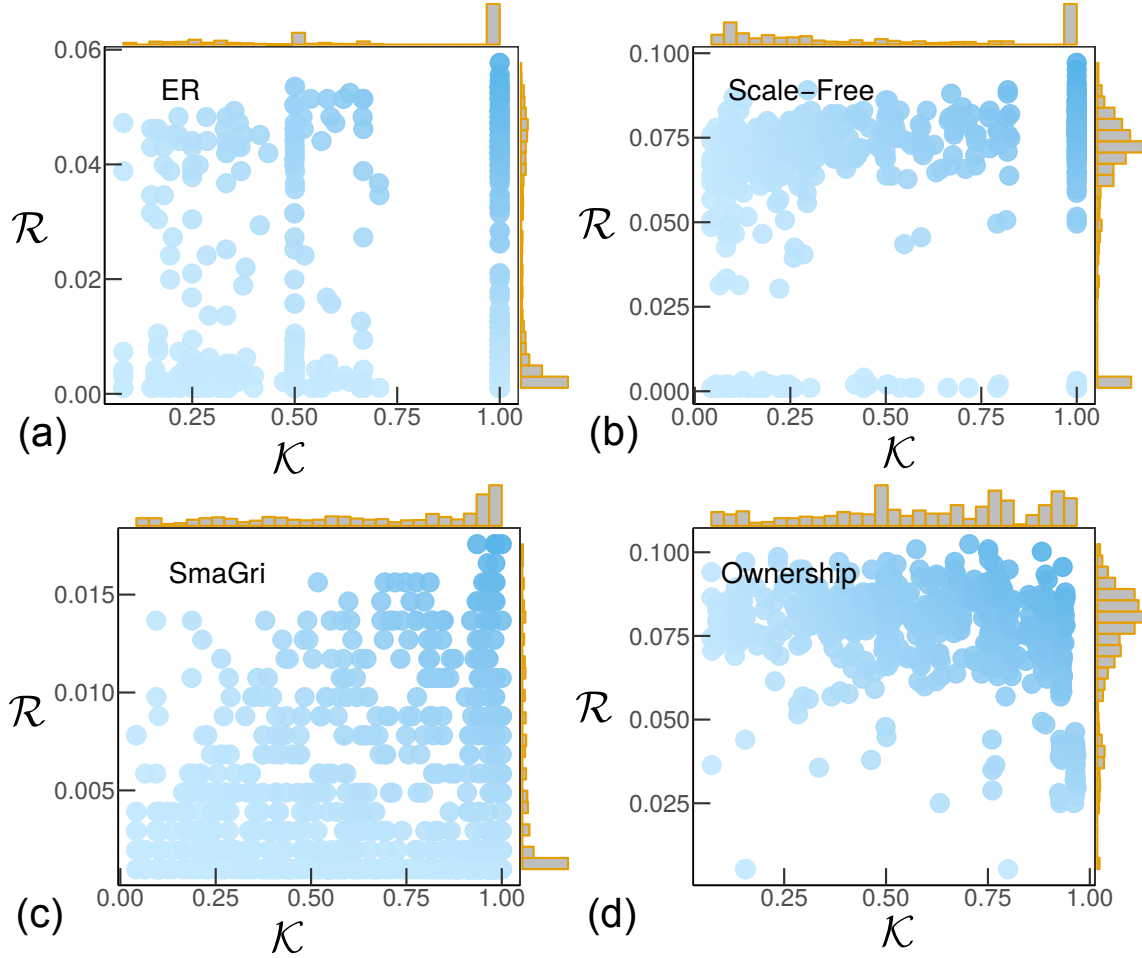 ER
0.06
0.04
0.02
0.00
R
0.25
0.50
0.75
1.00
(a)
K
Scale−Free
0.100
0.075
0.050
0.025
0.000
R
0.00
0.25
0.50
0.75
1.00
(b)
K
SmaGri
0.015
0.010
0.005
R
0.00
0.25
0.50
0.75
1.00
(c)
K
Ownership
0.100
0.075
0.050
0.025
R
0.25
0.50
0.75
1.00
(d)
K